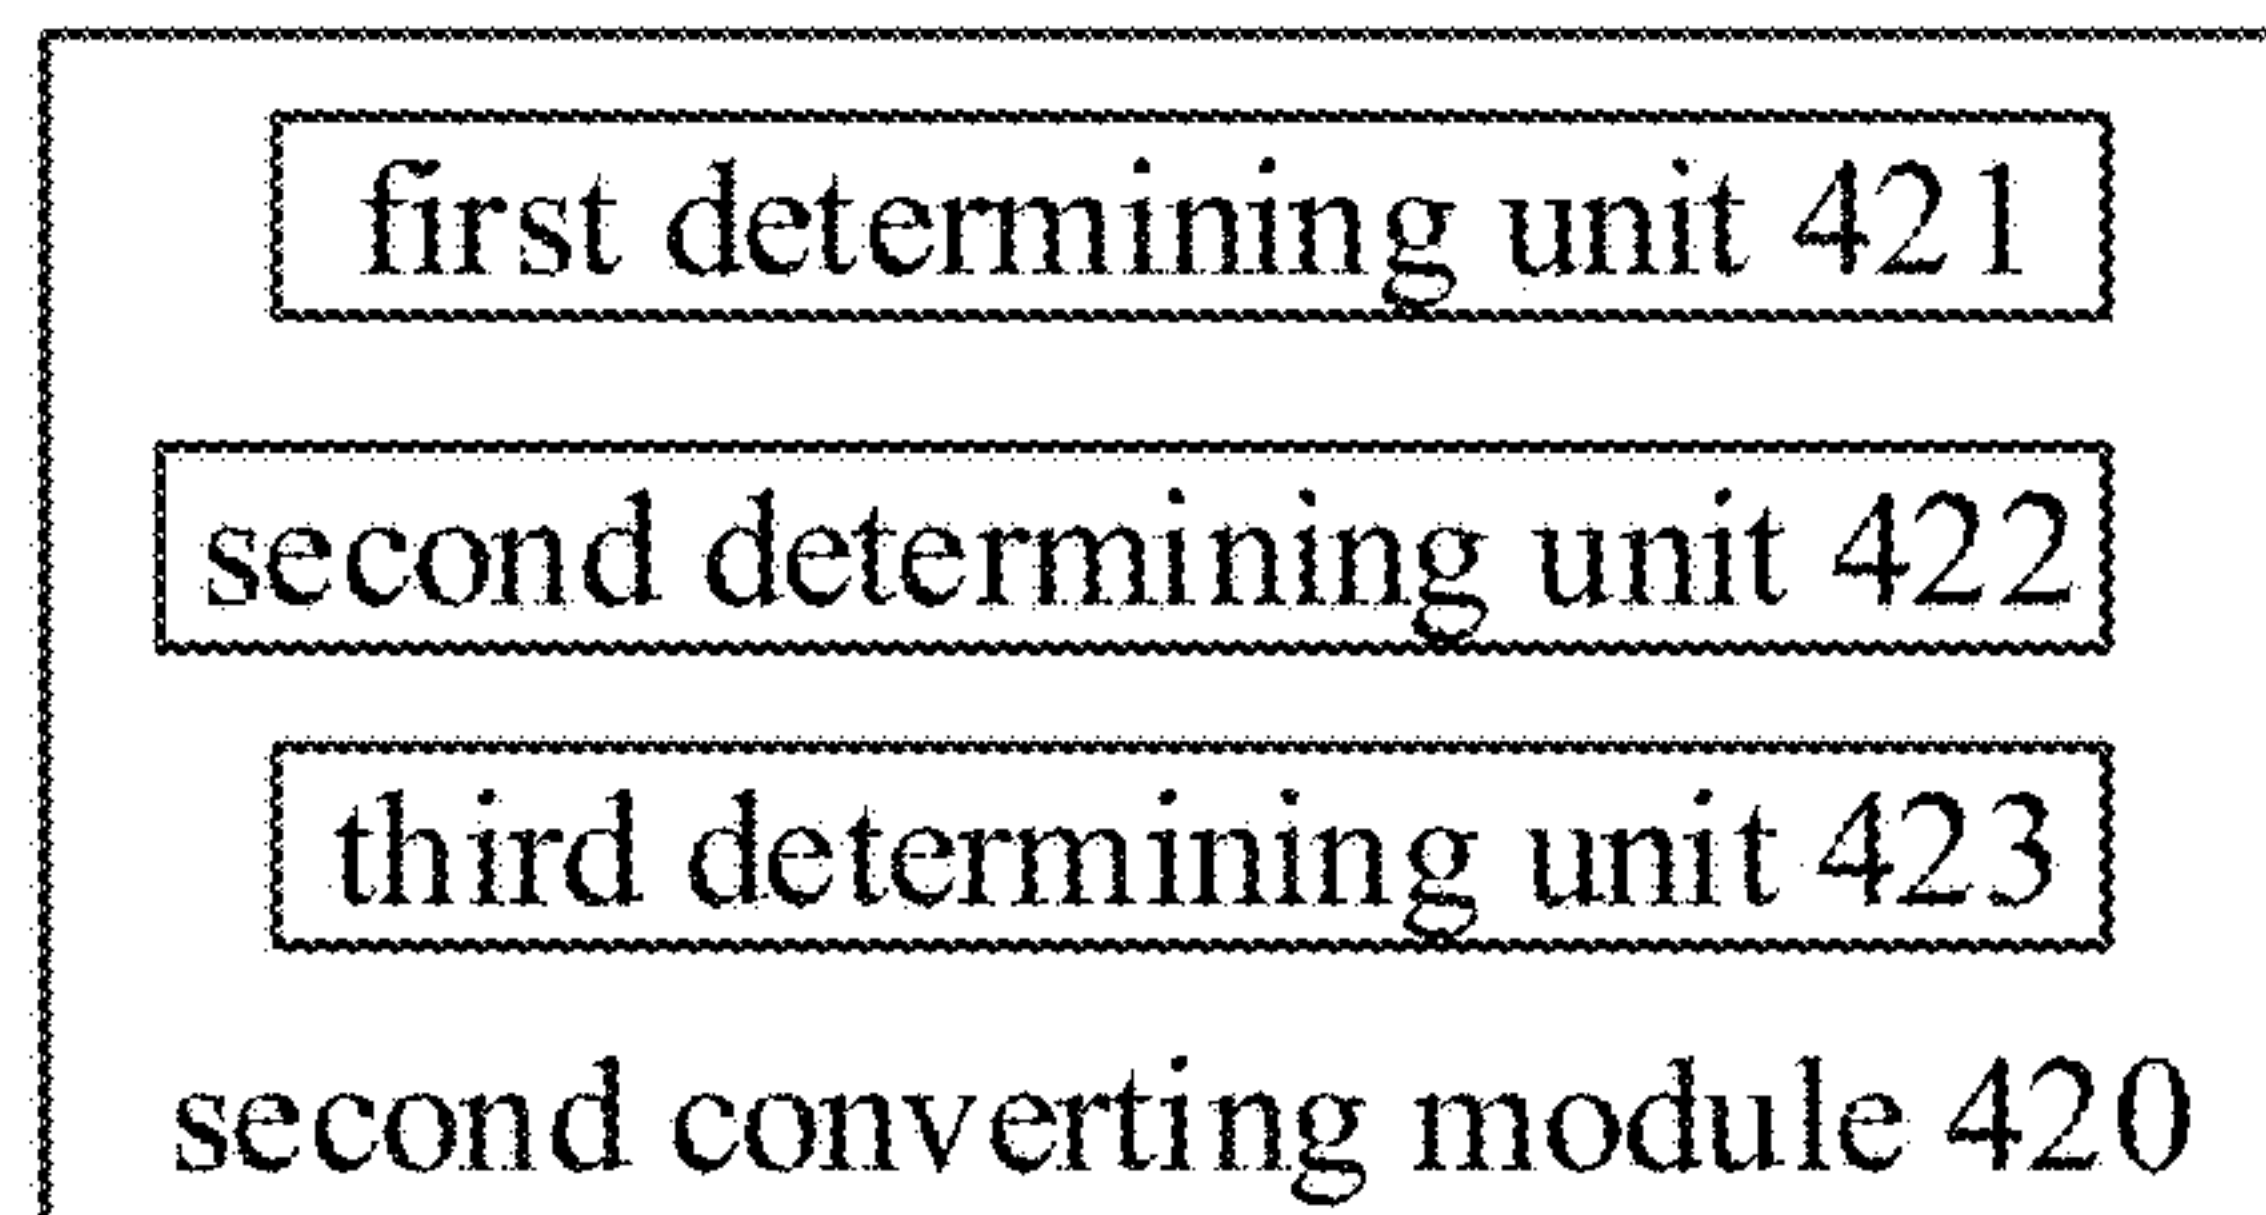 first determining unit 421
second determining unit 422
third determining unit 423
second converting module 420